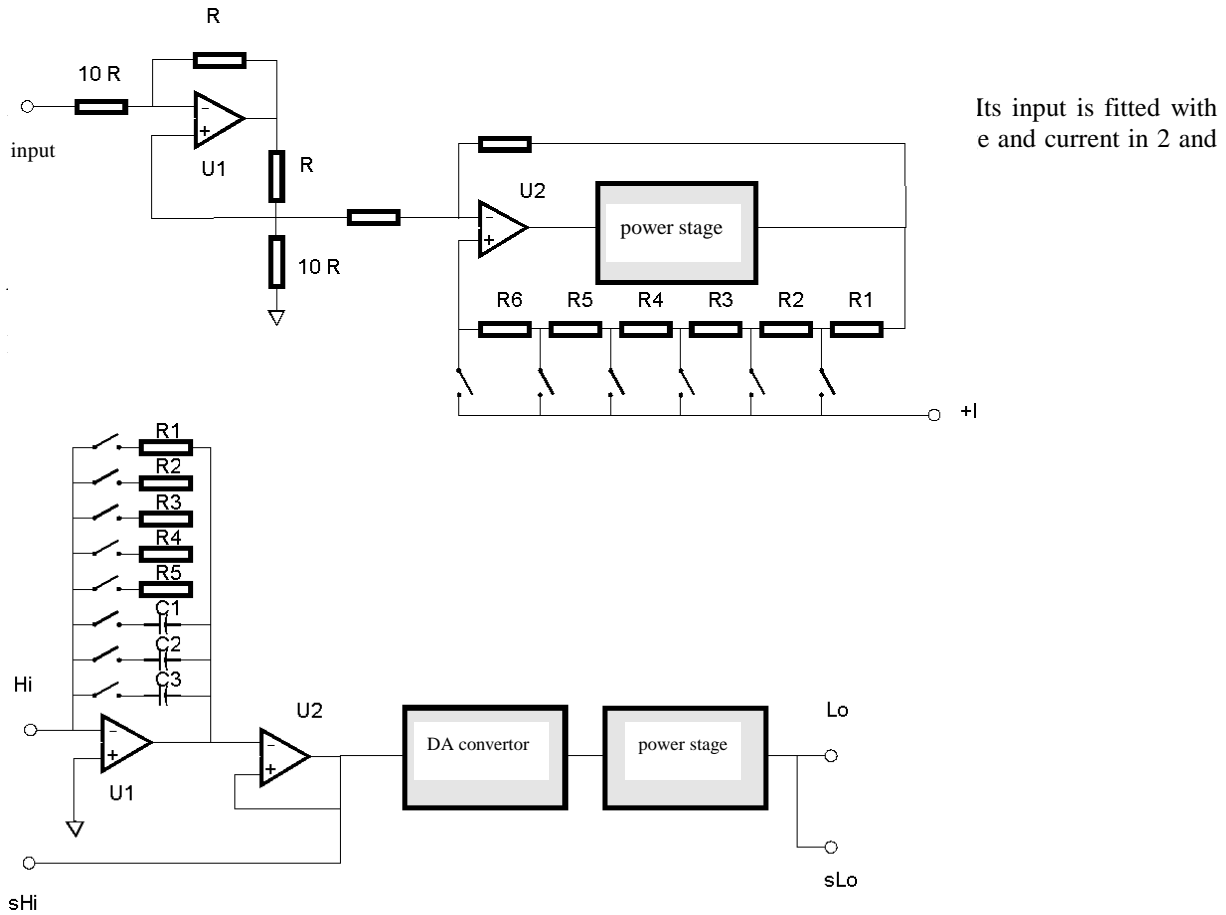 R
10 R
Its input is fitted with
e and current in 2 and
input
U1
R
U2
power stage
10 R
R6 R5 R4 R3 R2 R1
+I
R1
R2
R3
R4
R5
C1
C2
C3
Hi
U2
Lo
DA convertor
power stage
U1
sLo
sHi